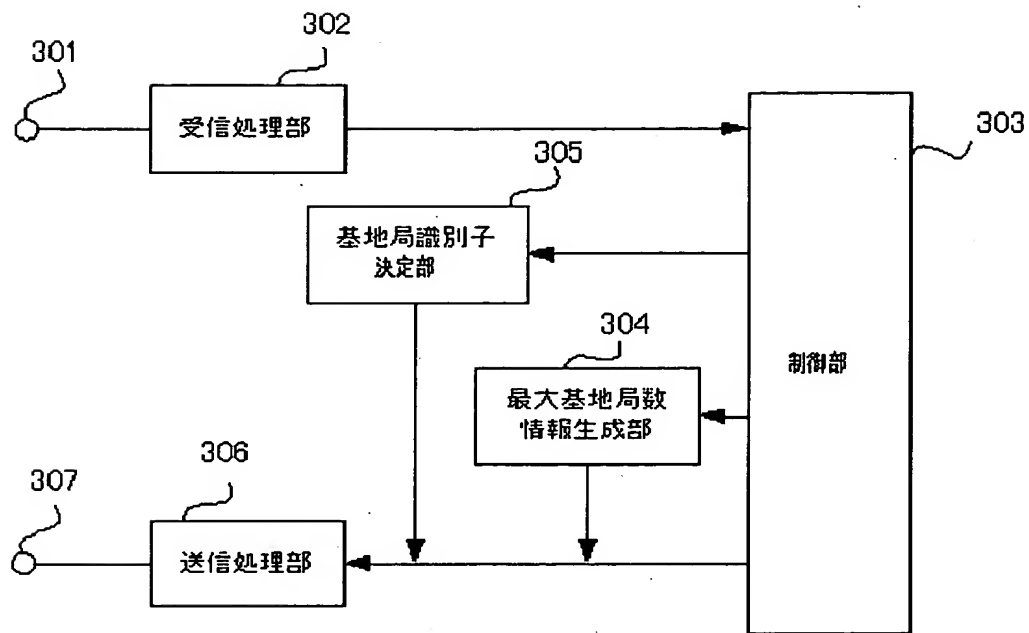 301
302
受信処理部
303
305
基地局識別子
決定部
304
最大基地局数
情報生成部
制御部
306
307
送信処理部